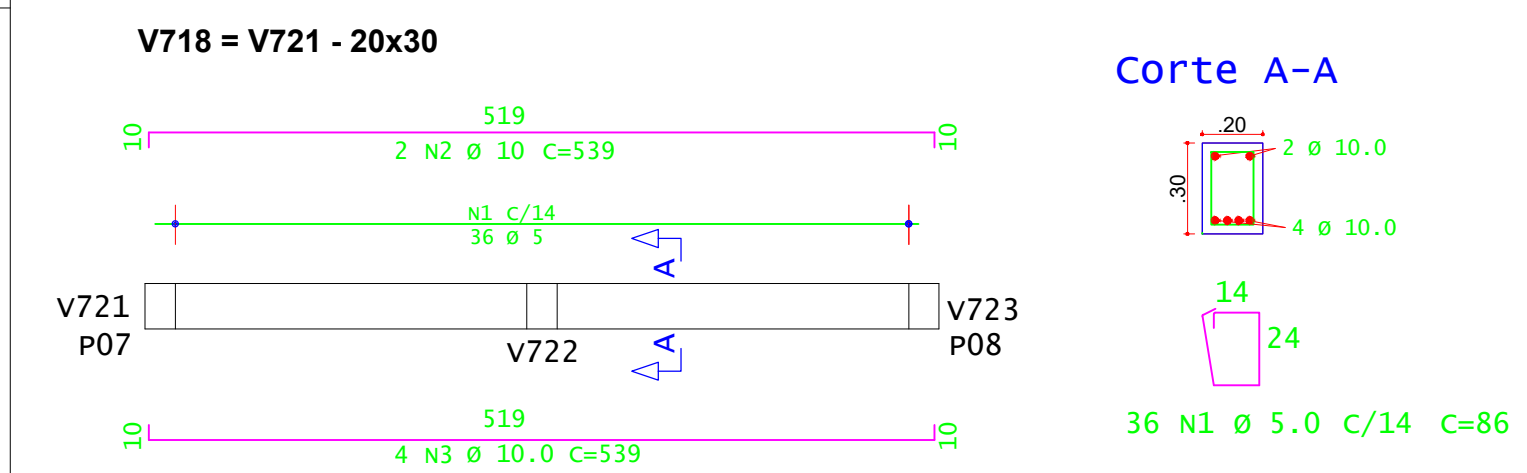 V718 = V721 - 20x30
Corte A-A
519
10
10
2 N2 Ø 10 C=539
.20
2 Ø 10.0
.30
4 Ø 10.0
N1 C/14
36 Ø 5
A
V721
V723
P07
V722
A
P08
14
24
519
10
10
4 N3 Ø 10.0 C=539
36 N1 Ø 5.0 C/14 C=86